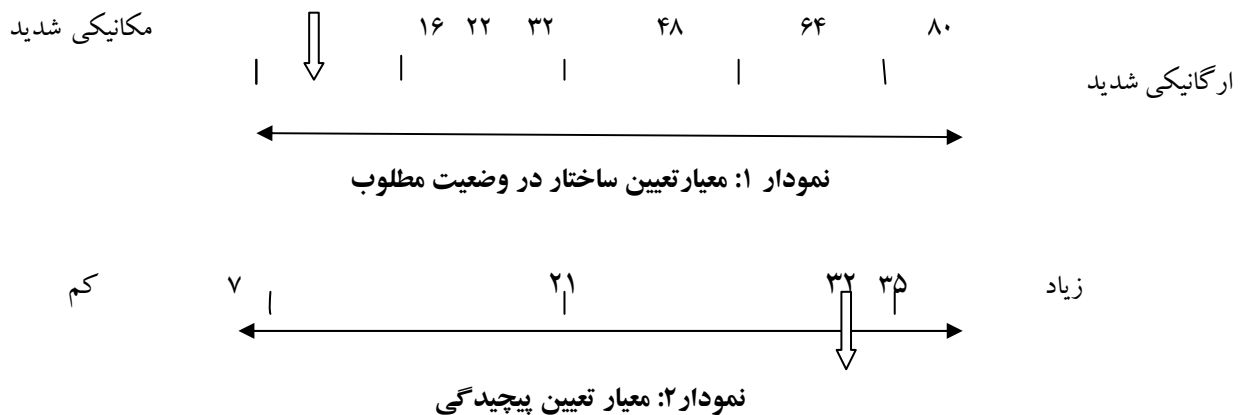 مکانیکی شدید ۱۶ ۲۲ ۳۲ ۴۸ ۶۴ ۸۰
ارگانیکی شدید
نمودار ۱: معیارتعیین ساختار در وضعیت مطلوب
کم ۷ ۲۱ ۳۲ ۳۵ زیاد
نمودار۲: معیار تعیین پیچیدگی